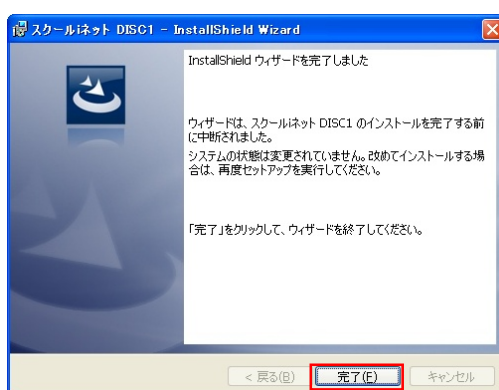 スクールiネット DISC1 - InstallShield Wizard
InstallShield ウィザードを完了しました
ウィザードは、スクールiネット DISC1 のインストールを完了する前
に中断されました。
システムの状態は変更されていません。改めてインストールする場
合は、再度セットアップを実行してください。
「完了」をクリックして、ウィザードを終了してください。
< 戻る(B)
完了(F)
キャンセル